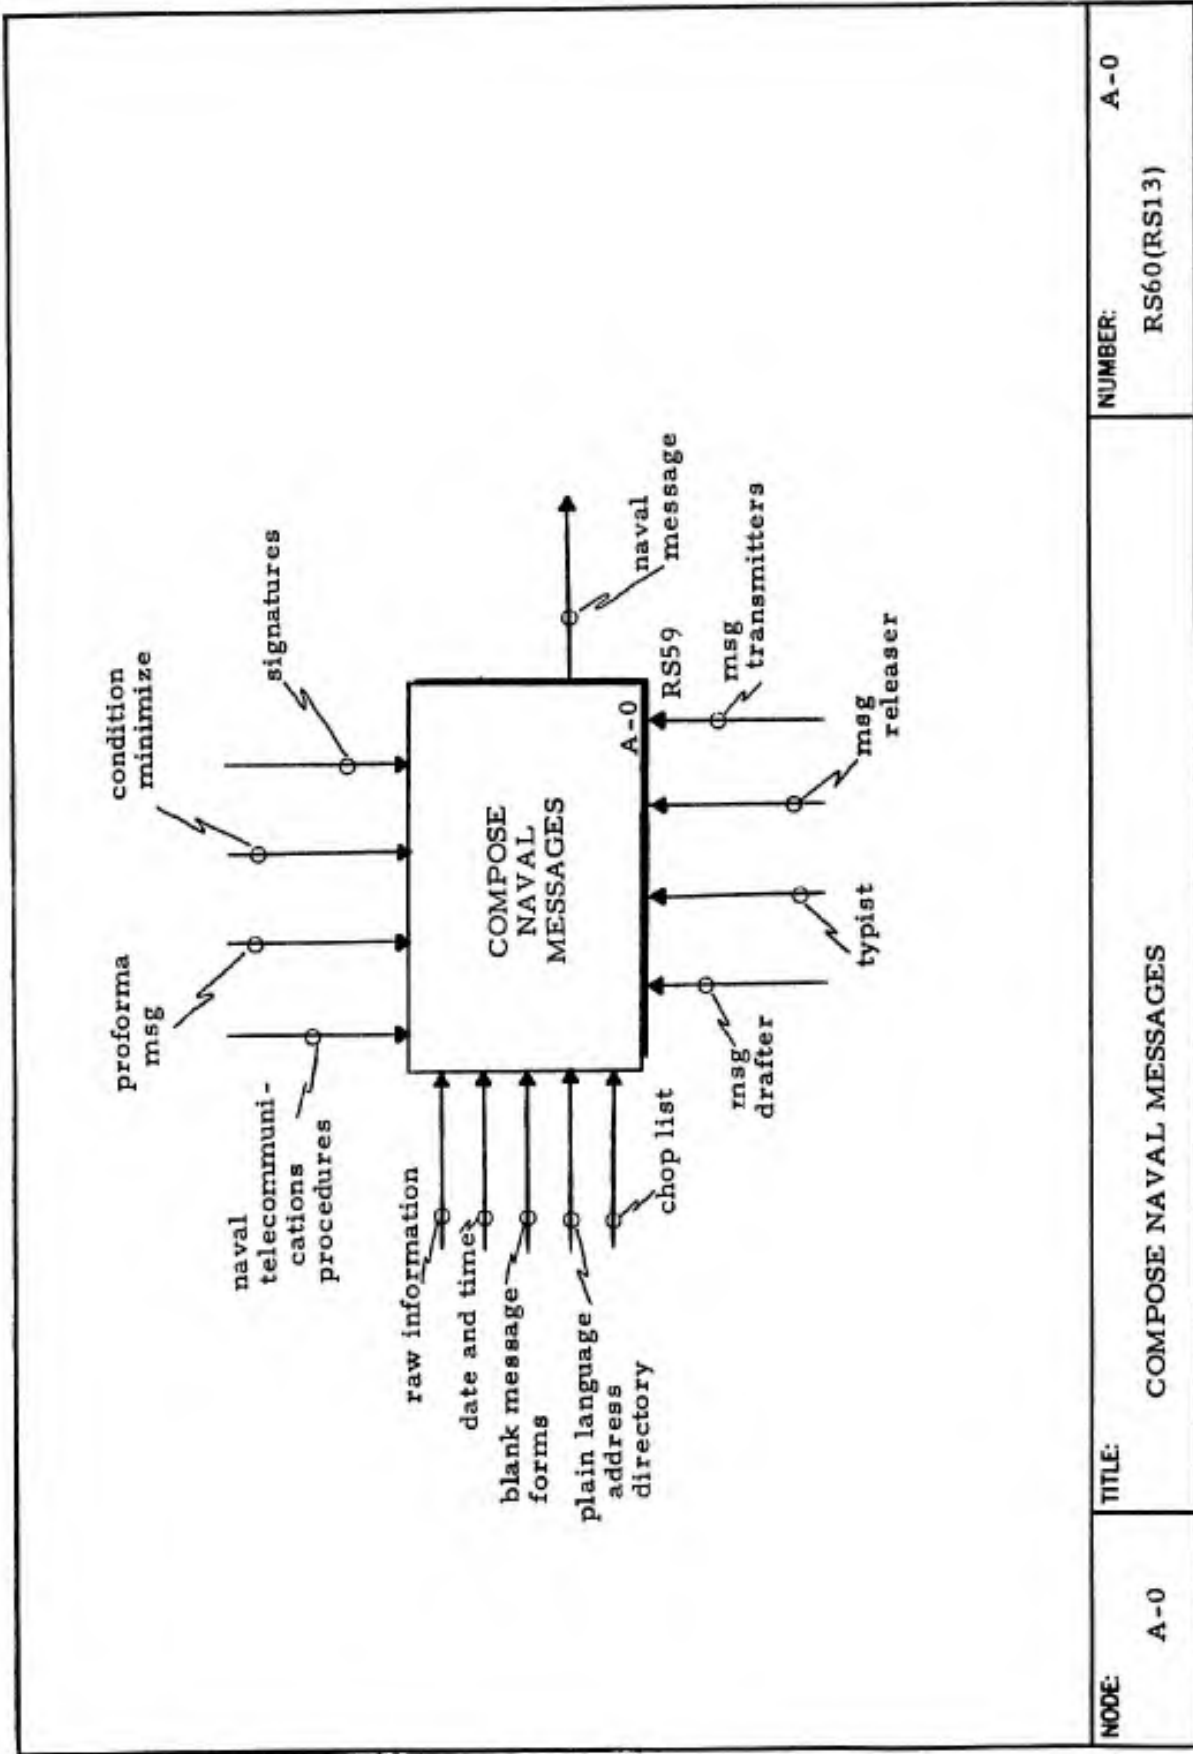 condition
minimize
signatures
proforma
msg
naval
telecommuni-
cations
procedures
raw information
date and time
blank message
forms
plain language
address
directory
chop list
COMPOSE
NAVAL
MESSAGES
A-0
RS59
naval
message
msg
drafter
typist
msg
releaser
msg
transmitters
NODE:
A-0
TITLE:
COMPOSE NAVAL MESSAGES
NUMBER:
A-0
RS60(RS13)